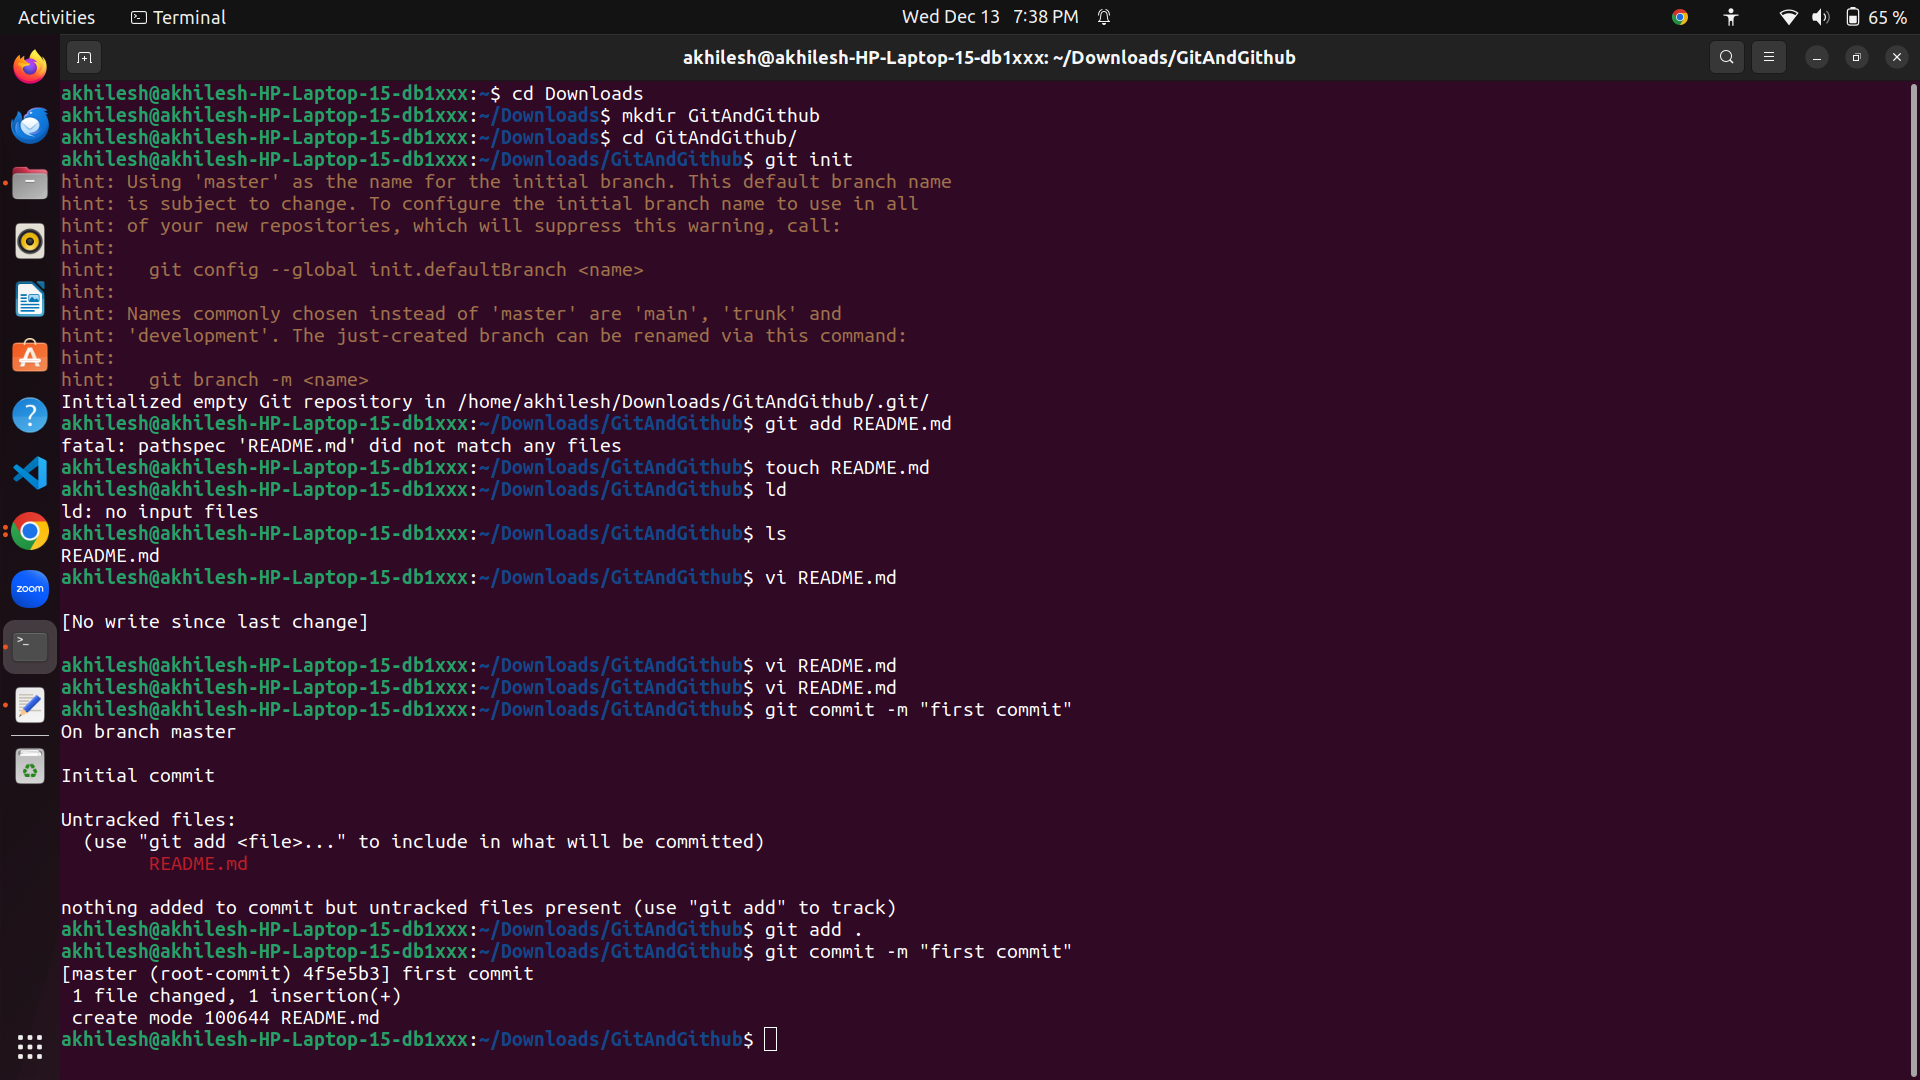 Activities Terminal Wed Dec 13 7:38 PM 65 %
akhilesh@akhilesh-HP-Laptop-15-db1xxx: ~/Downloads/GitAndGithub
akhilesh@akhilesh-HP-Laptop-15-db1xxx:~$ cd Downloads
akhilesh@akhilesh-HP-Laptop-15-db1xxx:~/Downloads$ mkdir GitAndGithub
akhilesh@akhilesh-HP-Laptop-15-db1xxx:~/Downloads$ cd GitAndGithub/
akhilesh@akhilesh-HP-Laptop-15-db1xxx:~/Downloads/GitAndGithub$ git init
hint: Using 'master' as the name for the initial branch. This default branch name
hint: is subject to change. To configure the initial branch name to use in all
hint: of your new repositories, which will suppress this warning, call:
hint:
hint:   git config --global init.defaultBranch <name>
hint:
hint: Names commonly chosen instead of 'master' are 'main', 'trunk' and
hint: 'development'. The just-created branch can be renamed via this command:
hint:
hint:   git branch -m <name>
Initialized empty Git repository in /home/akhilesh/Downloads/GitAndGithub/.git/
akhilesh@akhilesh-HP-Laptop-15-db1xxx:~/Downloads/GitAndGithub$ git add README.md
fatal: pathspec 'README.md' did not match any files
akhilesh@akhilesh-HP-Laptop-15-db1xxx:~/Downloads/GitAndGithub$ touch README.md
akhilesh@akhilesh-HP-Laptop-15-db1xxx:~/Downloads/GitAndGithub$ ld
ld: no input files
akhilesh@akhilesh-HP-Laptop-15-db1xxx:~/Downloads/GitAndGithub$ ls
README.md
akhilesh@akhilesh-HP-Laptop-15-db1xxx:~/Downloads/GitAndGithub$ vi README.md
zoom
[No write since last change]
akhilesh@akhilesh-HP-Laptop-15-db1xxx:~/Downloads/GitAndGithub$ vi README.md
akhilesh@akhilesh-HP-Laptop-15-db1xxx:~/Downloads/GitAndGithub$ vi README.md
akhilesh@akhilesh-HP-Laptop-15-db1xxx:~/Downloads/GitAndGithub$ git commit -m "first commit"
On branch master
Initial commit
Untracked files:
  (use "git add <file>..." to include in what will be committed)
        README.md
nothing added to commit but untracked files present (use "git add" to track)
akhilesh@akhilesh-HP-Laptop-15-db1xxx:~/Downloads/GitAndGithub$ git add .
akhilesh@akhilesh-HP-Laptop-15-db1xxx:~/Downloads/GitAndGithub$ git commit -m "first commit"
[master (root-commit) 4f5e5b3] first commit
 1 file changed, 1 insertion(+)
 create mode 100644 README.md
akhilesh@akhilesh-HP-Laptop-15-db1xxx:~/Downloads/GitAndGithub$